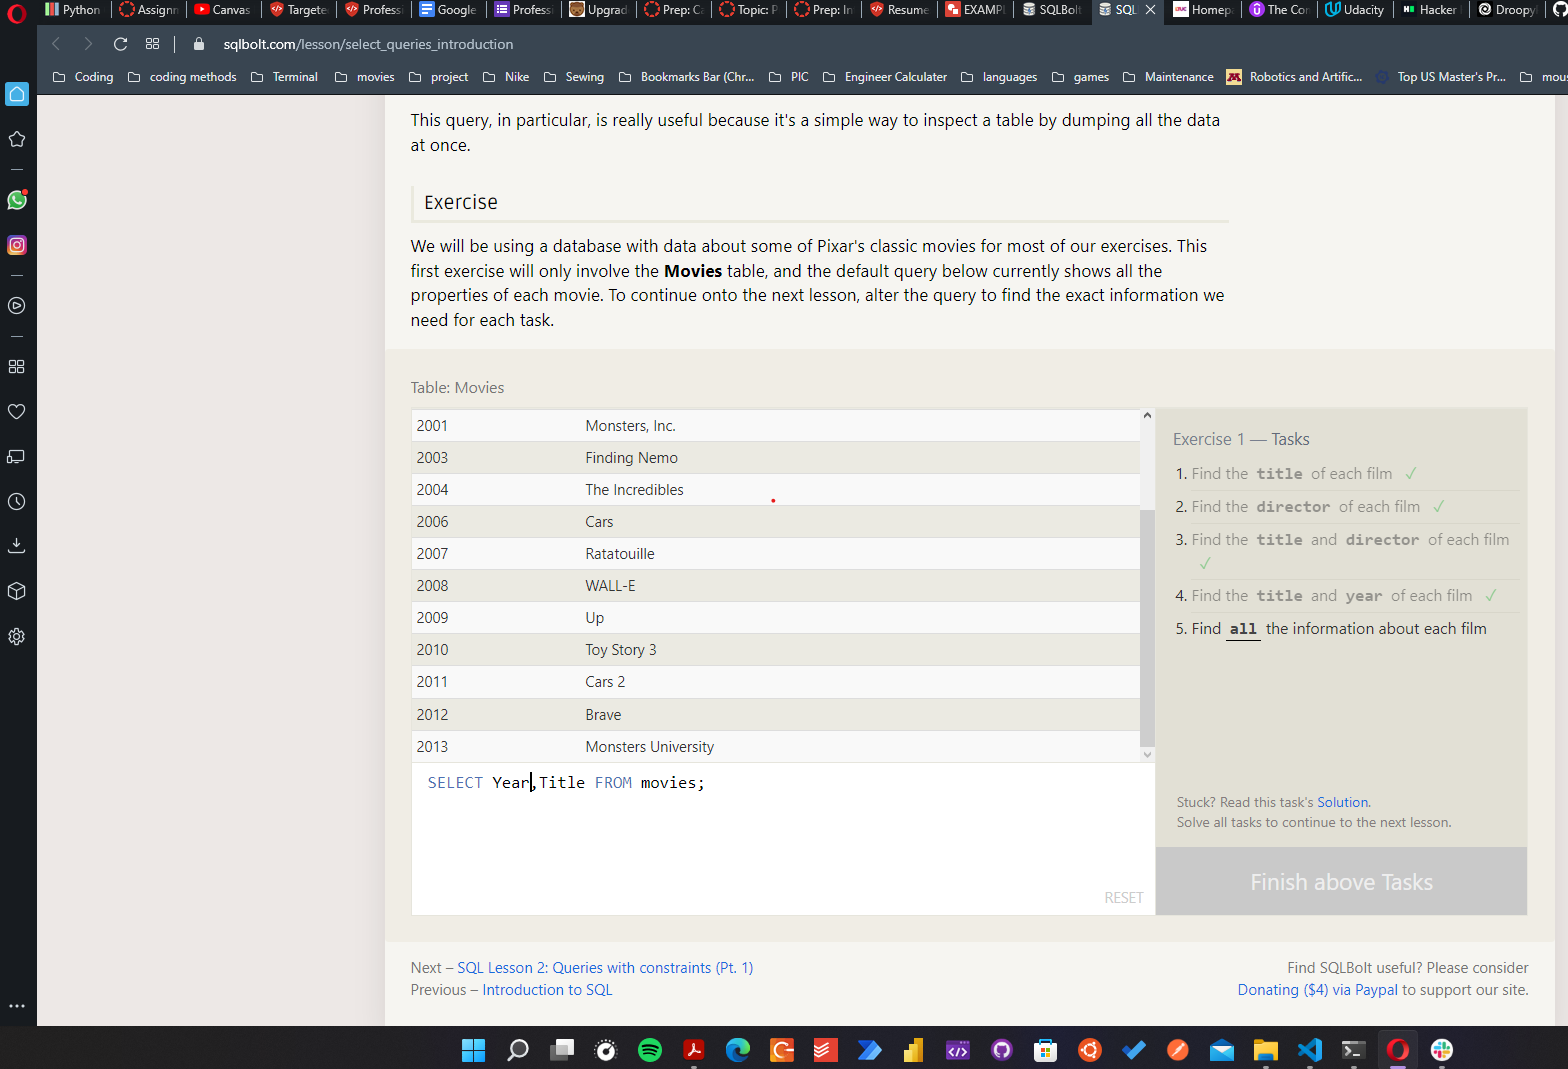 Python
Assignm
Canvas
Targete
Profess
Google
Profess
Upgrad
Prep: Ca
Topic: P
Prep: In
Resume
EXAMPL
SQLBolt
SQL
Homepa
The Con
Udacity
Hacker
Droopy
sqlbolt.com/lesson/select_queries_introduction
Coding
coding methods
Terminal
movies
project
Nike
Sewing
Bookmarks Bar (Chr...
PIC
Engineer Calculater
languages
games
Maintenance
Robotics and Artific...
Top US Master's Pr...
mou
This query, in particular, is really useful because it's a simple way to inspect a table by dumping all the data
at once.
Exercise
We will be using a database with data about some of Pixar's classic movies for most of our exercises. This
first exercise will only involve the Movies table, and the default query below currently shows all the
properties of each movie. To continue onto the next lesson, alter the query to find the exact information we
need for each task.
Table: Movies
2001 Monsters, Inc.
2003 Finding Nemo
2004 The Incredibles
2006 Cars
2007 Ratatouille
2008 WALL-E
2009 Up
2010 Toy Story 3
2011 Cars 2
2012 Brave
2013 Monsters University
SELECT Year,Title FROM movies;
RESET
Exercise 1 — Tasks
1. Find the title of each film ✓
2. Find the director of each film ✓
3. Find the title and director of each film
✓
4. Find the title and year of each film ✓
5. Find all the information about each film
Stuck? Read this task's Solution.
Solve all tasks to continue to the next lesson.
Finish above Tasks
Next – SQL Lesson 2: Queries with constraints (Pt. 1)
Previous – Introduction to SQL
Find SQLBolt useful? Please consider
Donating ($4) via Paypal to support our site.